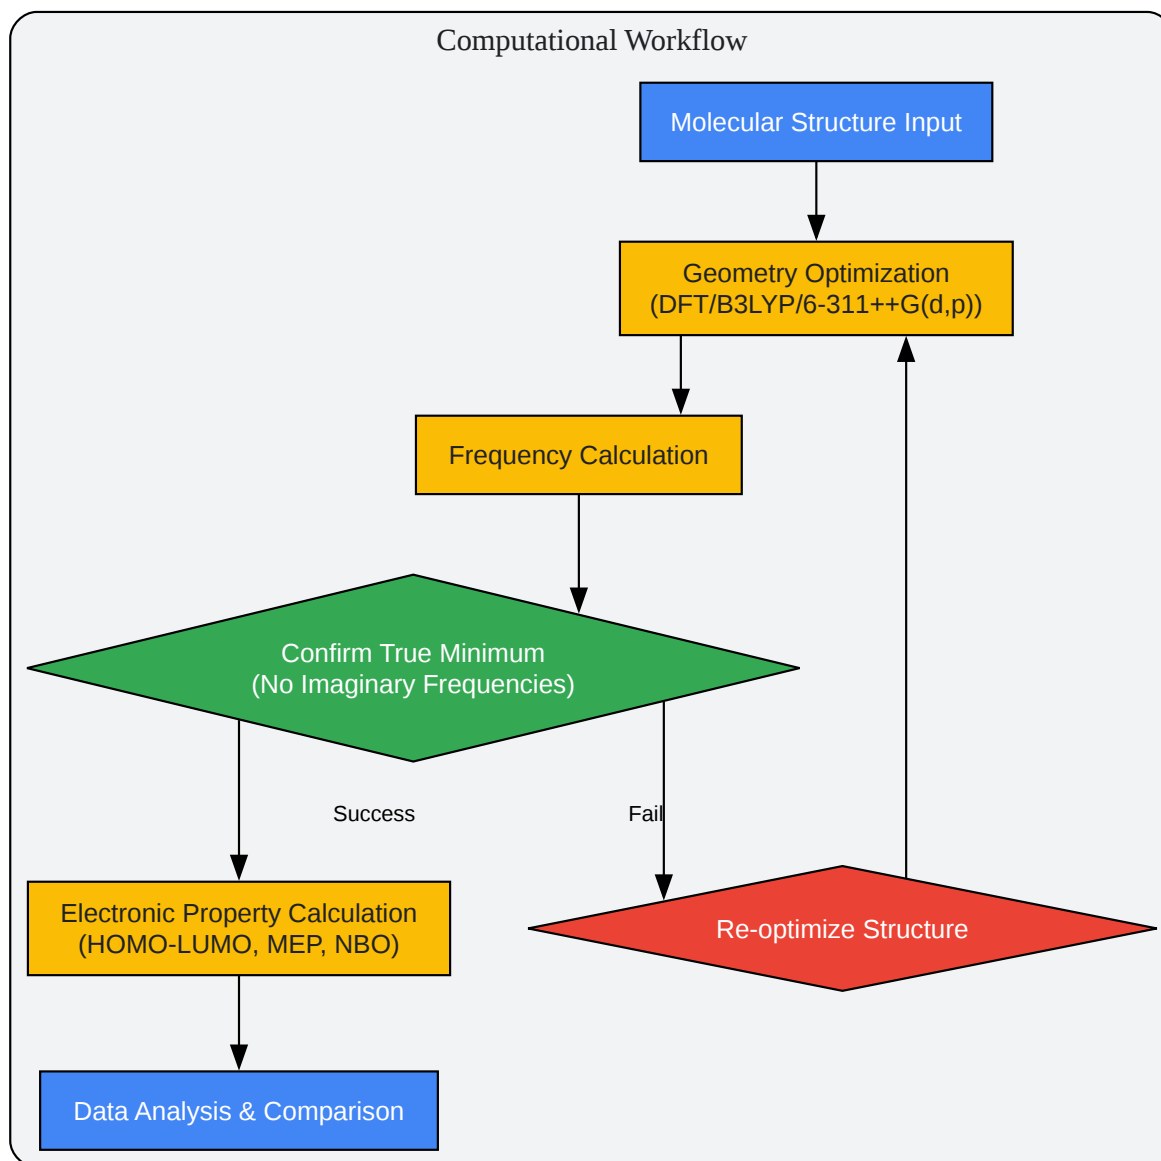 Computational Workflow
Molecular Structure Input
Geometry Optimization
(DFT/B3LYP/6-311++G(d,p))
Frequency Calculation
Confirm True Minimum
(No Imaginary Frequencies)
Success
Fail
Electronic Property Calculation
(HOMO-LUMO, MEP, NBO)
Re-optimize Structure
Data Analysis & Comparison